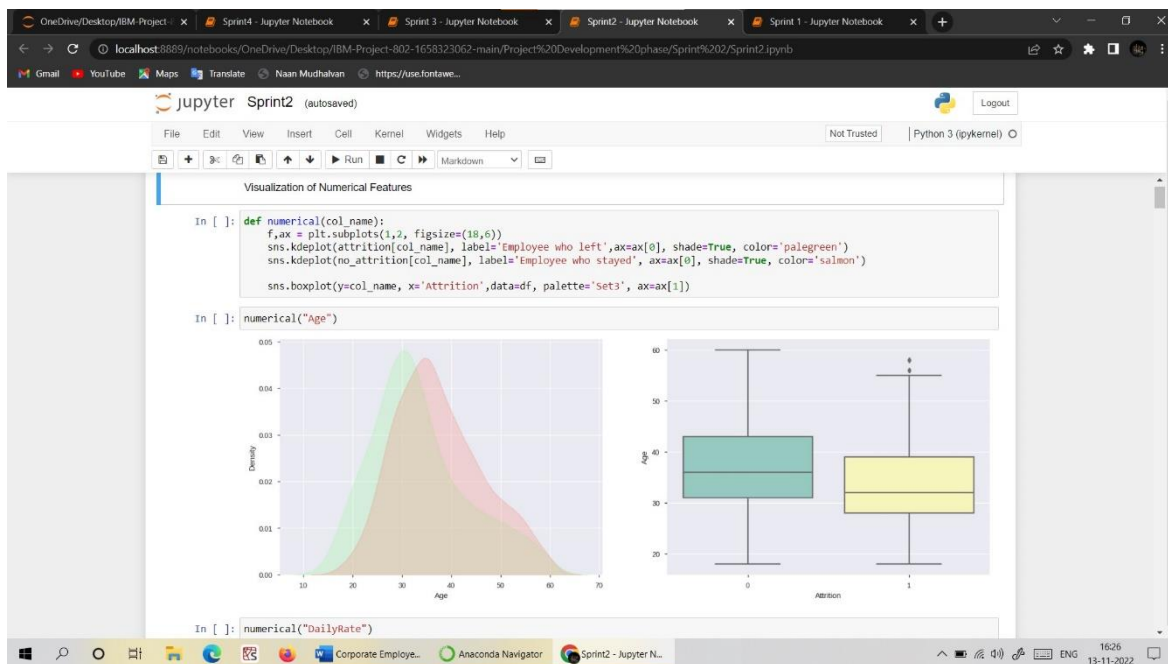 OneDrive/Desktop/IBM-Project-
Sprint4 - Jupyter Notebook
Sprint 3 - Jupyter Notebook
Sprint2 - Jupyter Notebook
Sprint 1 - Jupyter Notebook
localhost:8889/notebooks/OneDrive/Desktop/IBM-Project-802-1658323062-main/Project%20Development%20phase/Sprint%202/Sprint2.ipynb
Gmail YouTube Maps Translate Naan Mudhalvan https://use.fontawe...
jupyter Sprint2 (autosaved)
Logout
File Edit View Insert Cell Kernel Widgets Help
Not Trusted
Python 3 (ipykernel)
Run
Markdown
Visualization of Numerical Features
In [ ]: def numerical(col_name):
f,ax = plt.subplots(1,2, figsize=(18,6))
sns.kdeplot(attrition[col_name], label='Employee who left',ax=ax[0], shade=True, color='palegreen')
sns.kdeplot(no_attrition[col_name], label='Employee who stayed', ax=ax[0], shade=True, color='salmon')
sns.boxplot(y=col_name, x='Attrition',data=df, palette='Set3', ax=ax[1])
In [ ]: numerical("Age")
0.05
0.04
0.03
0.02
0.01
0.00
Density
10 20 30 40 50 60 70
Age
60
50
40
30
20
Age
0 1
Attrition
In [ ]: numerical("DailyRate")
Corporate Employe...
Anaconda Navigator
Sprint2 - Jupyter N...
ENG
16:26
13-11-2022